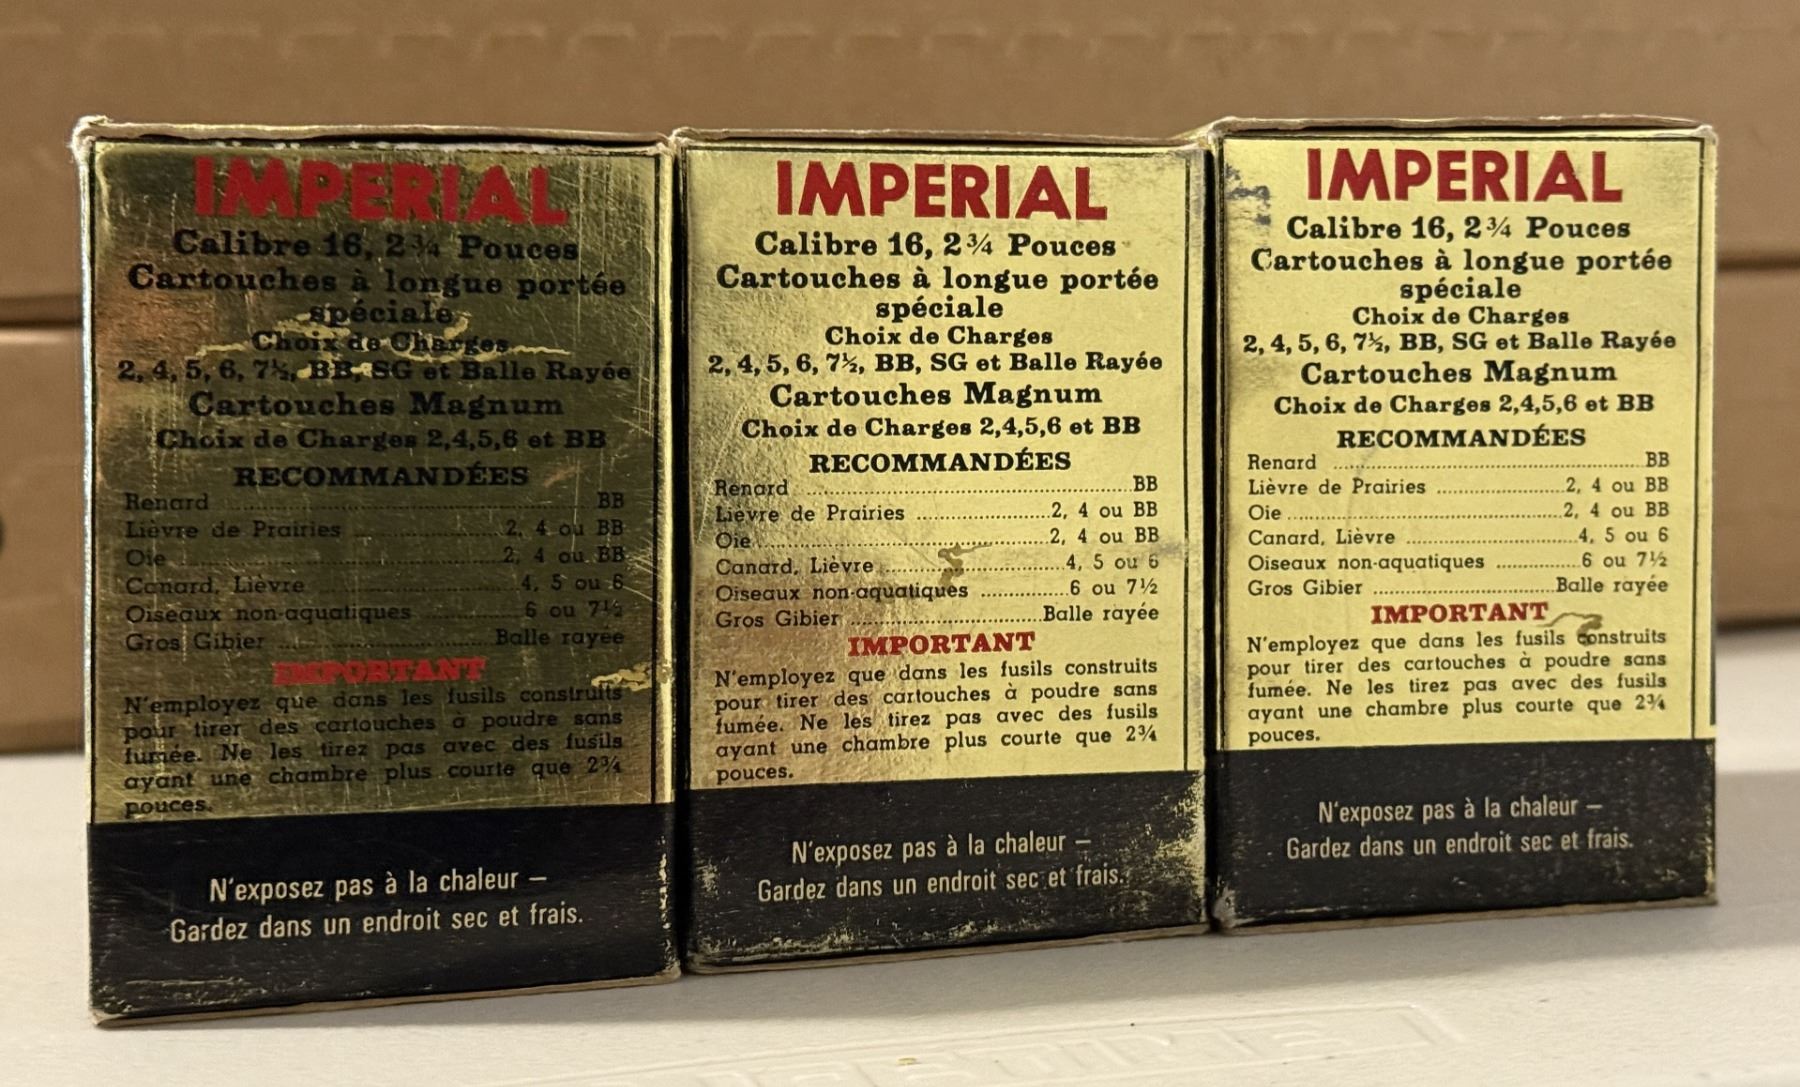 IMPERIAL
Calibre 16, 2 3/4 Pouces
Cartouches à longue portée
spéciale
Choix de Charges
2, 4, 5, 6, 7½, BB, SG et Balle Rayée
Cartouches Magnum
Choix de Charges 2,4,5,6 et BB
RECOMMANDÉES
Renard ........ BB
Lièvre de Prairies ........ 2, 4 ou BB
Oie ........ 2, 4 ou BB
Canard, Lièvre ........ 4, 5 ou 6
Oiseaux non-aquatiques ........ 6 ou 7½
Gros Gibier ........ Balle rayée
IMPORTANT
N'employez que dans les fusils construits
pour tirer des cartouches à poudre sans
fumée. Ne les tirez pas avec des fusils
ayant une chambre plus courte que 2¾
pouces.
N'exposez pas à la chaleur —
Gardez dans un endroit sec et frais.
IMPERIAL
Calibre 16, 2 3/4 Pouces
Cartouches à longue portée
spéciale
Choix de Charges
2, 4, 5, 6, 7½, BB, SG et Balle Rayée
Cartouches Magnum
Choix de Charges 2,4,5,6 et BB
RECOMMANDÉES
Renard ........ BB
Lièvre de Prairies ........ 2, 4 ou BB
Oie ........ 2, 4 ou BB
Canard, Lièvre ........ 4, 5 ou 6
Oiseaux non-aquatiques ........ 6 ou 7½
Gros Gibier ........ Balle rayée
IMPORTANT
N'employez que dans les fusils construits
pour tirer des cartouches à poudre sans
fumée. Ne les tirez pas avec des fusils
ayant une chambre plus courte que 2¾
pouces.
N'exposez pas à la chaleur —
Gardez dans un endroit sec et frais.
IMPERIAL
Calibre 16, 2 3/4 Pouces
Cartouches à longue portée
spéciale
Choix de Charges
2, 4, 5, 6, 7½, BB, SG et Balle Rayée
Cartouches Magnum
Choix de Charges 2,4,5,6 et BB
RECOMMANDÉES
Renard ........ BB
Lièvre de Prairies ........ 2, 4 ou BB
Oie ........ 2, 4 ou BB
Canard, Lièvre ........ 4, 5 ou 6
Oiseaux non-aquatiques ........ 6 ou 7½
Gros Gibier ........ Balle rayée
IMPORTANT
N'employez que dans les fusils construits
pour tirer des cartouches à poudre sans
fumée. Ne les tirez pas avec des fusils
ayant une chambre plus courte que 2¾
pouces.
N'exposez pas à la chaleur —
Gardez dans un endroit sec et frais.